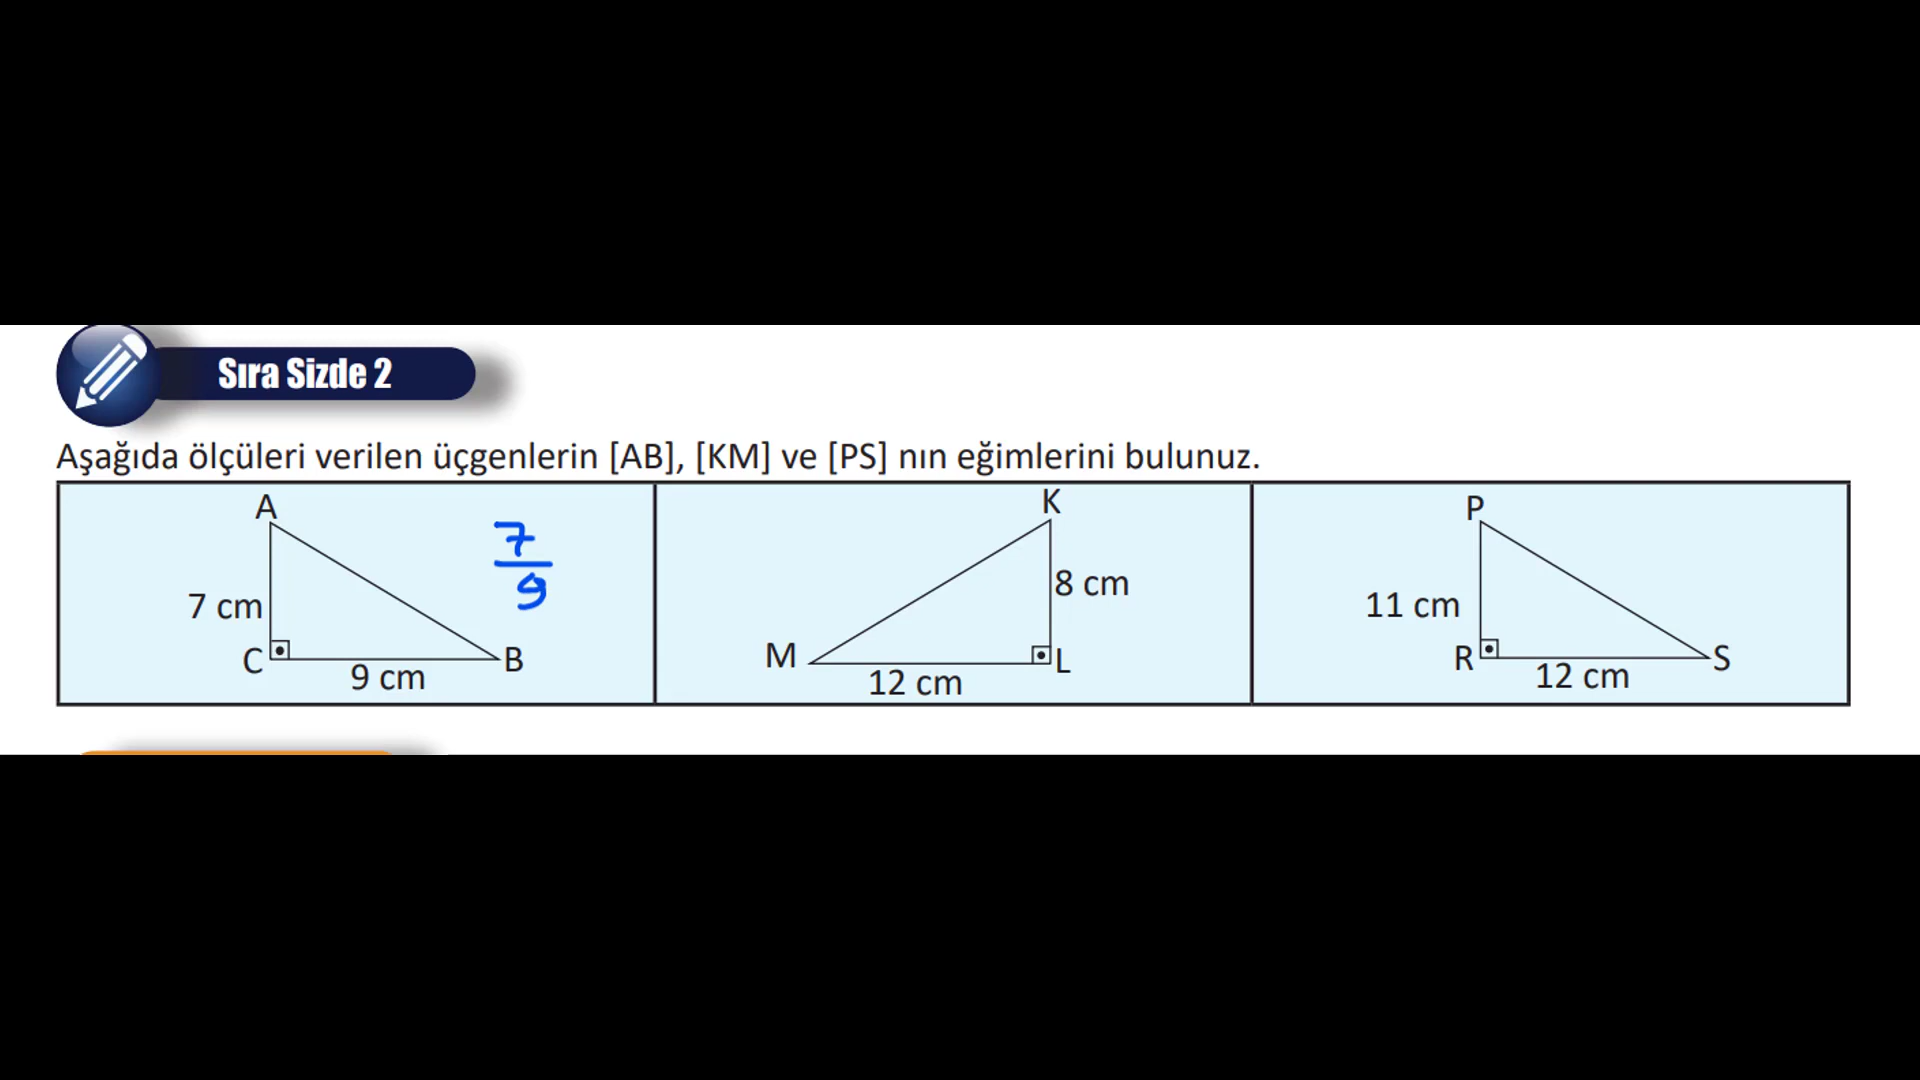 Sıra Sizde 2
Aşağıda ölçüleri verilen üçgenlerin [AB], [KM] ve [PS] nın eğimlerini bulunuz.
A
7
9
7 cm
C
9 cm
B
K
8 cm
M
12 cm
L
P
11 cm
R
12 cm
S